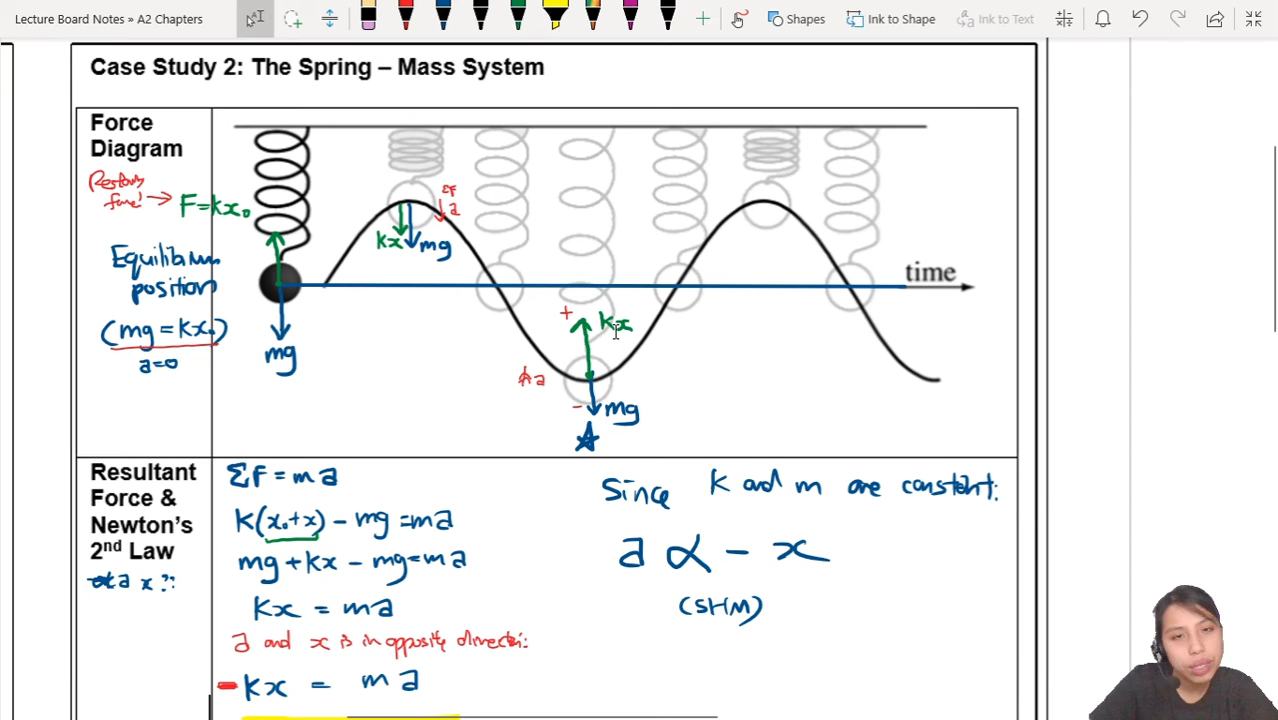 Lecture Board Notes » A2 Chapters
Shapes
Ink to Shape
Ink to Text
Case Study 2: The Spring – Mass System
Force
Diagram
F=kx₀
Equilibrium
position
(mg = kx₀)
a=0
mg
kx
mg
ΣF
a
time
+
kx
a
-
mg
Resultant
Force &
Newton's
2nd Law
a x ??
ΣF = ma
k(x₀+x) - mg = ma
mg + kx - mg = ma
kx = ma
a and x is in opposite direction:
-kx = ma
Since k and m are constant:
a ∝ - x
(SHM)